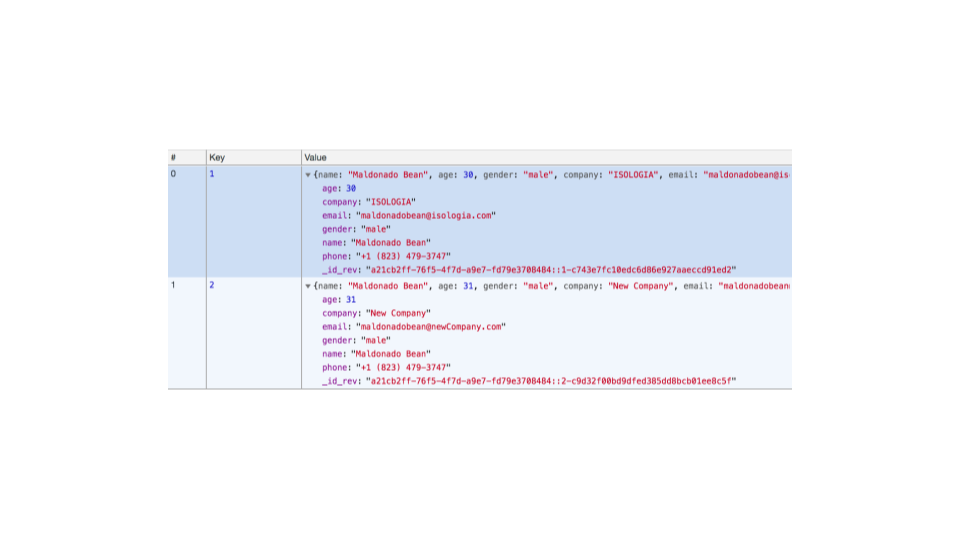 # Key Value
0 1 ▼{name: "Maldonado Bean", age: 30, gender: "male", company: "ISOLOGIA", email: "maldonadobean@is
age: 30
company: "ISOLOGIA"
email: "maldonadobean@isologia.com"
gender: "male"
name: "Maldonado Bean"
phone: "+1 (823) 479-3747"
_id_rev: "a21cb2ff-76f5-4f7d-a9e7-fd79e3708484::1-c743e7fc10edc6d86e927aaeccd91ed2"
1 2 ▼{name: "Maldonado Bean", age: 31, gender: "male", company: "New Company", email: "maldonadobean
age: 31
company: "New Company"
email: "maldonadobean@newCompany.com"
gender: "male"
name: "Maldonado Bean"
phone: "+1 (823) 479-3747"
_id_rev: "a21cb2ff-76f5-4f7d-a9e7-fd79e3708484::2-c9d32f00bd9dfed385dd8bcb01ee8c5f"